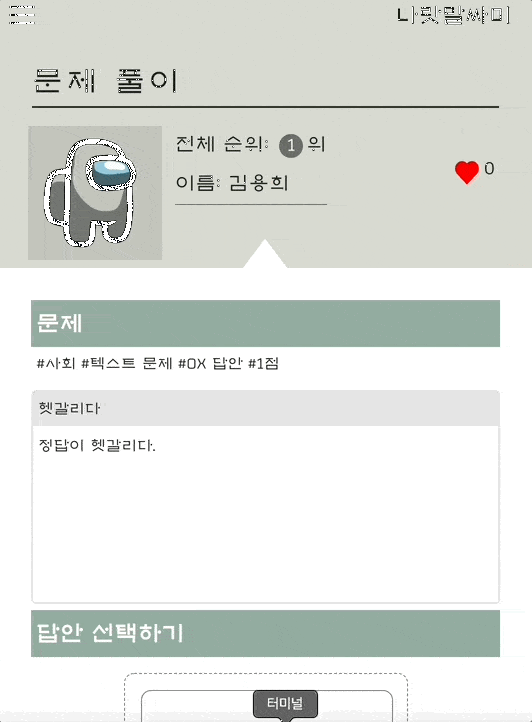 나팟밀싸미
문제 풀이
전체 순위: 1 위
0
이름: 김용희
문제
#사회 #텍스트 문제 #OX 답안 #1점
헷갈리다
정답이 헷갈리다.
답안 선택하기
터미널